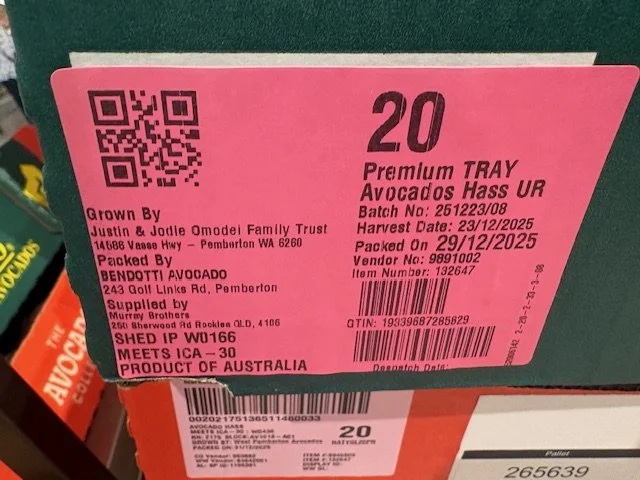 20
Premium TRAY
Avocados Hass UR
Batch No: 251223/08
Harvest Date: 23/12/2025
Packed On 29/12/2025
Vendor No: 9891002
Item Number: 132647
GTIN: 19339687285829
Despatch Date:
Grown By
Justin & Jodie Omodei Family Trust
14588 Vasse Hwy - Pemberton WA 6260
Packed By
BENDOTTI AVOCADO
243 Golf Links Rd, Pemberton
Supplied by
Murray Brothers
250 Sherwood Rd Rocklea QLD, 4106
SHED IP W0166
MEETS ICA-30
PRODUCT OF AUSTRALIA
THE
AVOCADO
AVOCADOS
00202175136511460033
AVOCADO HASS
20
Pallet
265639